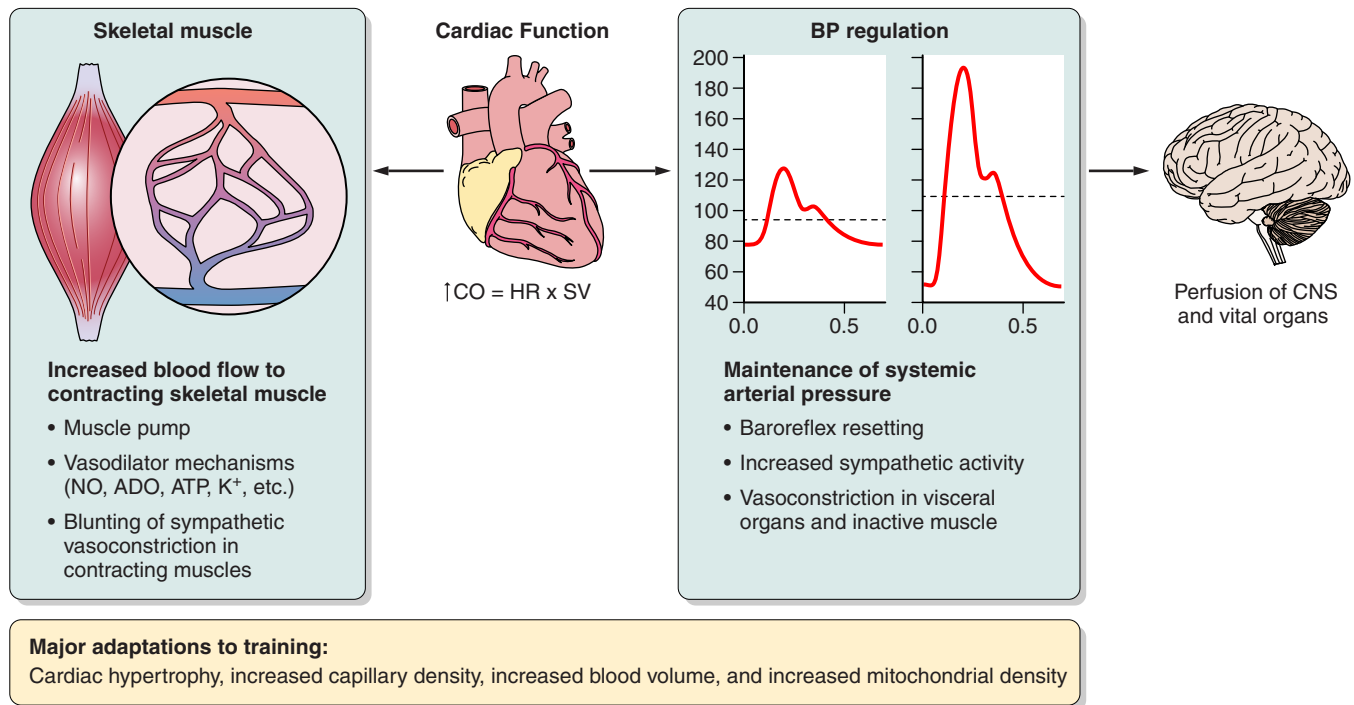 Skeletal muscle
Increased blood flow to
contracting skeletal muscle
• Muscle pump
• Vasodilator mechanisms
(NO, ADO, ATP, K⁺, etc.)
• Blunting of sympathetic
vasoconstriction in
contracting muscles
Cardiac Function
↑CO = HR x SV
BP regulation
200
180
160
140
120
100
80
60
40
0.0
0.5
0.0
0.5
Maintenance of systemic
arterial pressure
• Baroreflex resetting
• Increased sympathetic activity
• Vasoconstriction in visceral
organs and inactive muscle
Perfusion of CNS
and vital organs
Major adaptations to training:
Cardiac hypertrophy, increased capillary density, increased blood volume, and increased mitochondrial density